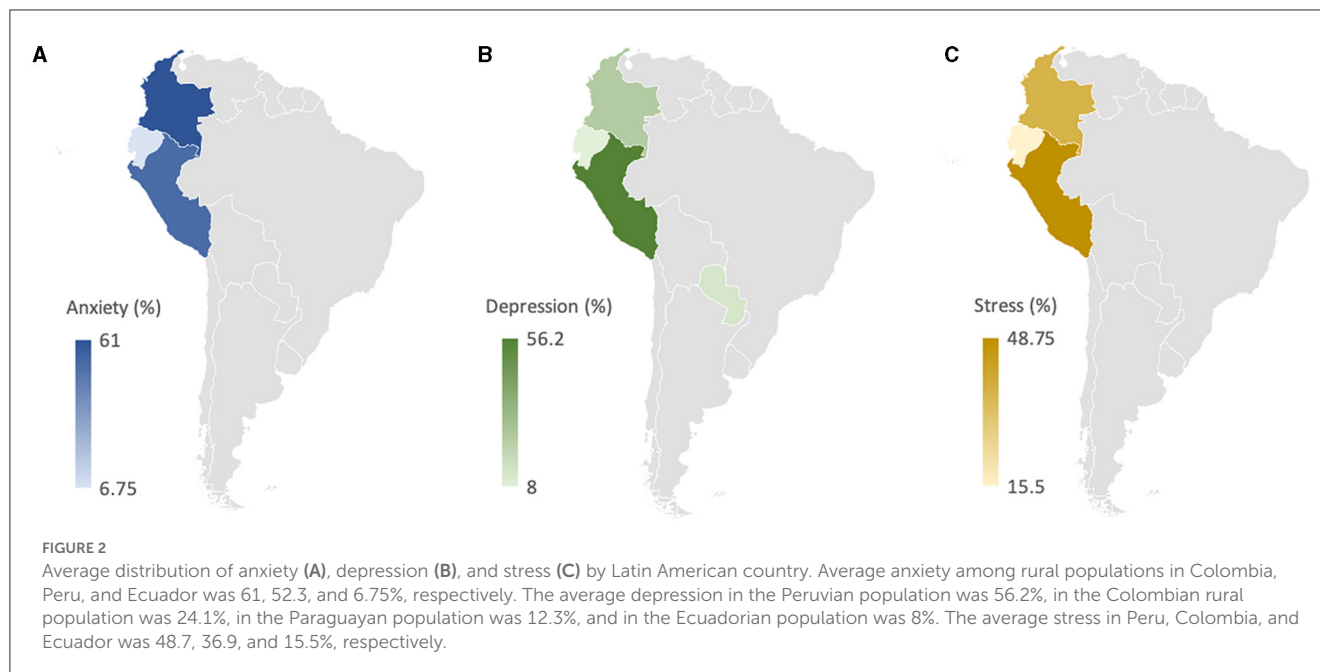 A
B
C
Anxiety (%)
61
6.75
Depression (%)
56.2
8
Stress (%)
48.75
15.5
FIGURE 2
Average distribution of anxiety (A), depression (B), and stress (C) by Latin American country. Average anxiety among rural populations in Colombia,
Peru, and Ecuador was 61, 52.3, and 6.75%, respectively. The average depression in the Peruvian population was 56.2%, in the Colombian rural
population was 24.1%, in the Paraguayan population was 12.3%, and in the Ecuadorian population was 8%. The average stress in Peru, Colombia, and
Ecuador was 48.7, 36.9, and 15.5%, respectively.